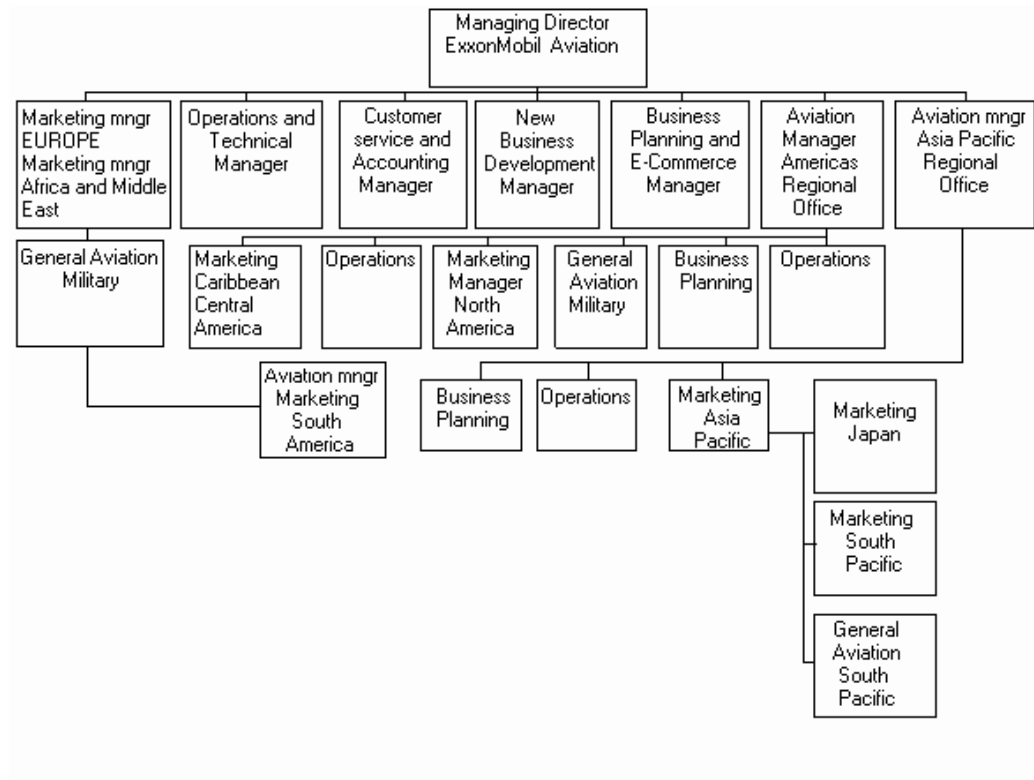 Managing Director
ExxonMobil Aviation
Marketing mngr
EUROPE
Marketing mngr
Africa and Middle
East
Operations and
Technical
Manager
Customer
service and
Accounting
Manager
New
Business
Development
Manager
Business
Planning and
E-Commerce
Manager
Aviation
Manager
Americas
Regional
Office
Aviation mngr
Asia Pacific
Regional
Office
General Aviation
Military
Marketing
Caribbean
Central
America
Operations
Marketing
Manager
North
America
General
Aviation
Military
Business
Planning
Operations
Aviation mngr
Marketing
South
America
Business
Planning
Operations
Marketing
Asia
Pacific
Marketing
Japan
Marketing
South
Pacific
General
Aviation
South
Pacific